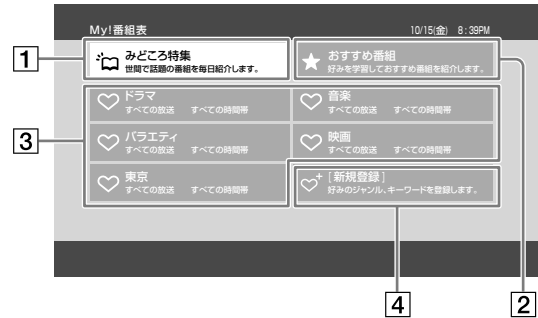 My!番組表 10/15(金) 8:39PM
1
みどころ特集
世間で話題の番組を毎日紹介します。
おすすめ番組
好みを学習しておすすめ番組を紹介します。
3
ドラマ
すべての放送 すべての時間帯
音楽
すべての放送 すべての時間帯
バラエティ
すべての放送 すべての時間帯
映画
すべての放送 すべての時間帯
東京
すべての放送 すべての時間帯
[新規登録]
好みのジャンル、キーワードを登録します。
4 2